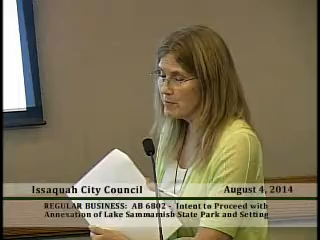 Issaquah City Council August 4, 2014
REGULAR BUSINESS: AB 6802 - Intent to Proceed with
Annexation of Lake Sammamish State Park and Setting